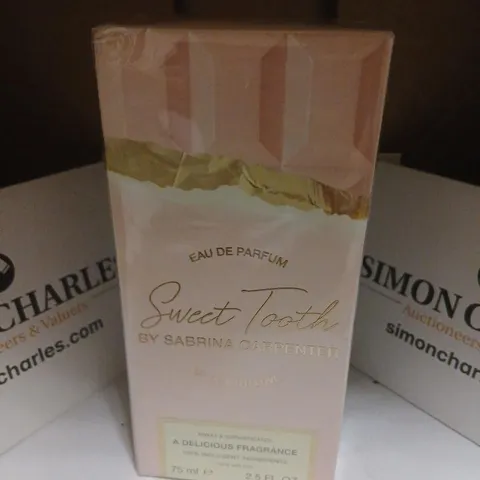 EAU DE PARFUM
Sweet Tooth
BY SABRINA CARPENTER
A DELICIOUS FRAGRANCE
75 ml ℮ 2.5 FL. OZ.
CHARLES
eers & Valuers
charles.com
SIMON C
Auctioneers
simonchar